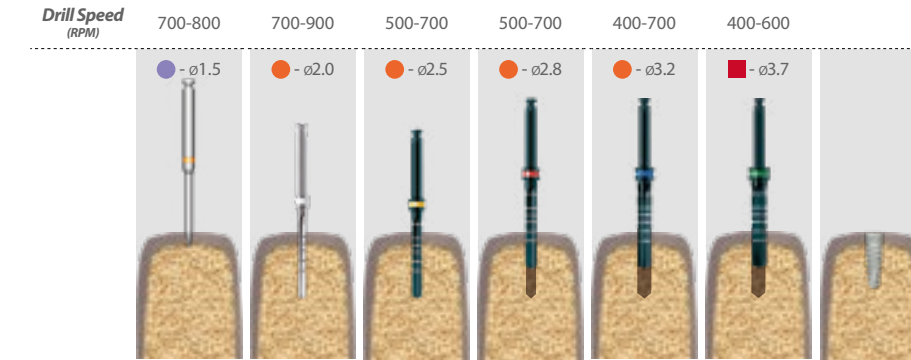 Drill Speed 700-800 700-900 500-700 500-700 400-700 400-600
(RPM)
- ø1.5 - ø2.0 - ø2.5 - ø2.8 - ø3.2 - ø3.7